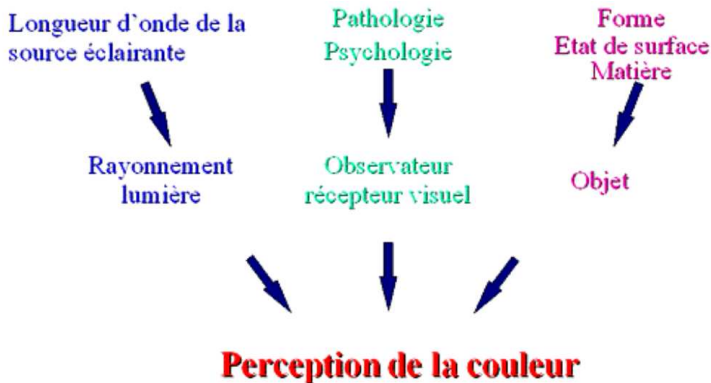 Longueur d'onde de la
source éclairante
Pathologie
Psychologie
Forme
Etat de surface
Matière
Rayonnement
lumière
Observateur
récepteur visuel
Objet
Perception de la couleur